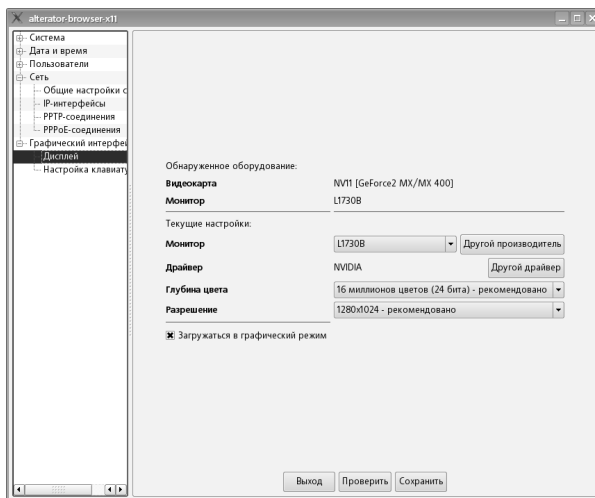 alterator-browser-x11
Система
Дата и время
Пользователи
Сеть
Общие настройки с
IP-интерфейсы
PPTP-соединения
PPPoE-соединения
Графический интерфей
Дисплей
Настройка клавиату
Обнаруженное оборудование:
Видеокарта NV11 [GeForce2 MX/MX 400]
Монитор L1730B
Текущие настройки:
Монитор L1730B Другой производитель
Драйвер NVIDIA Другой драйвер
Глубина цвета 16 миллионов цветов (24 бита) - рекомендовано
Разрешение 1280x1024 - рекомендовано
Загружаться в графический режим
Выход Проверить Сохранить